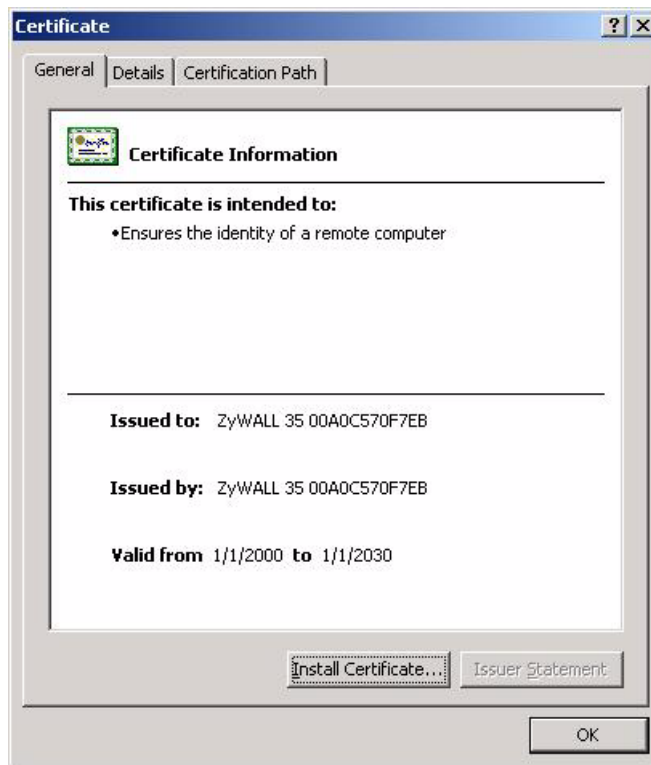 Certificate
General Details Certification Path
Certificate Information
This certificate is intended to:
•Ensures the identity of a remote computer
Issued to: ZyWALL 35 00A0C570F7EB
Issued by: ZyWALL 35 00A0C570F7EB
Valid from 1/1/2000 to 1/1/2030
Install Certificate... Issuer Statement
OK